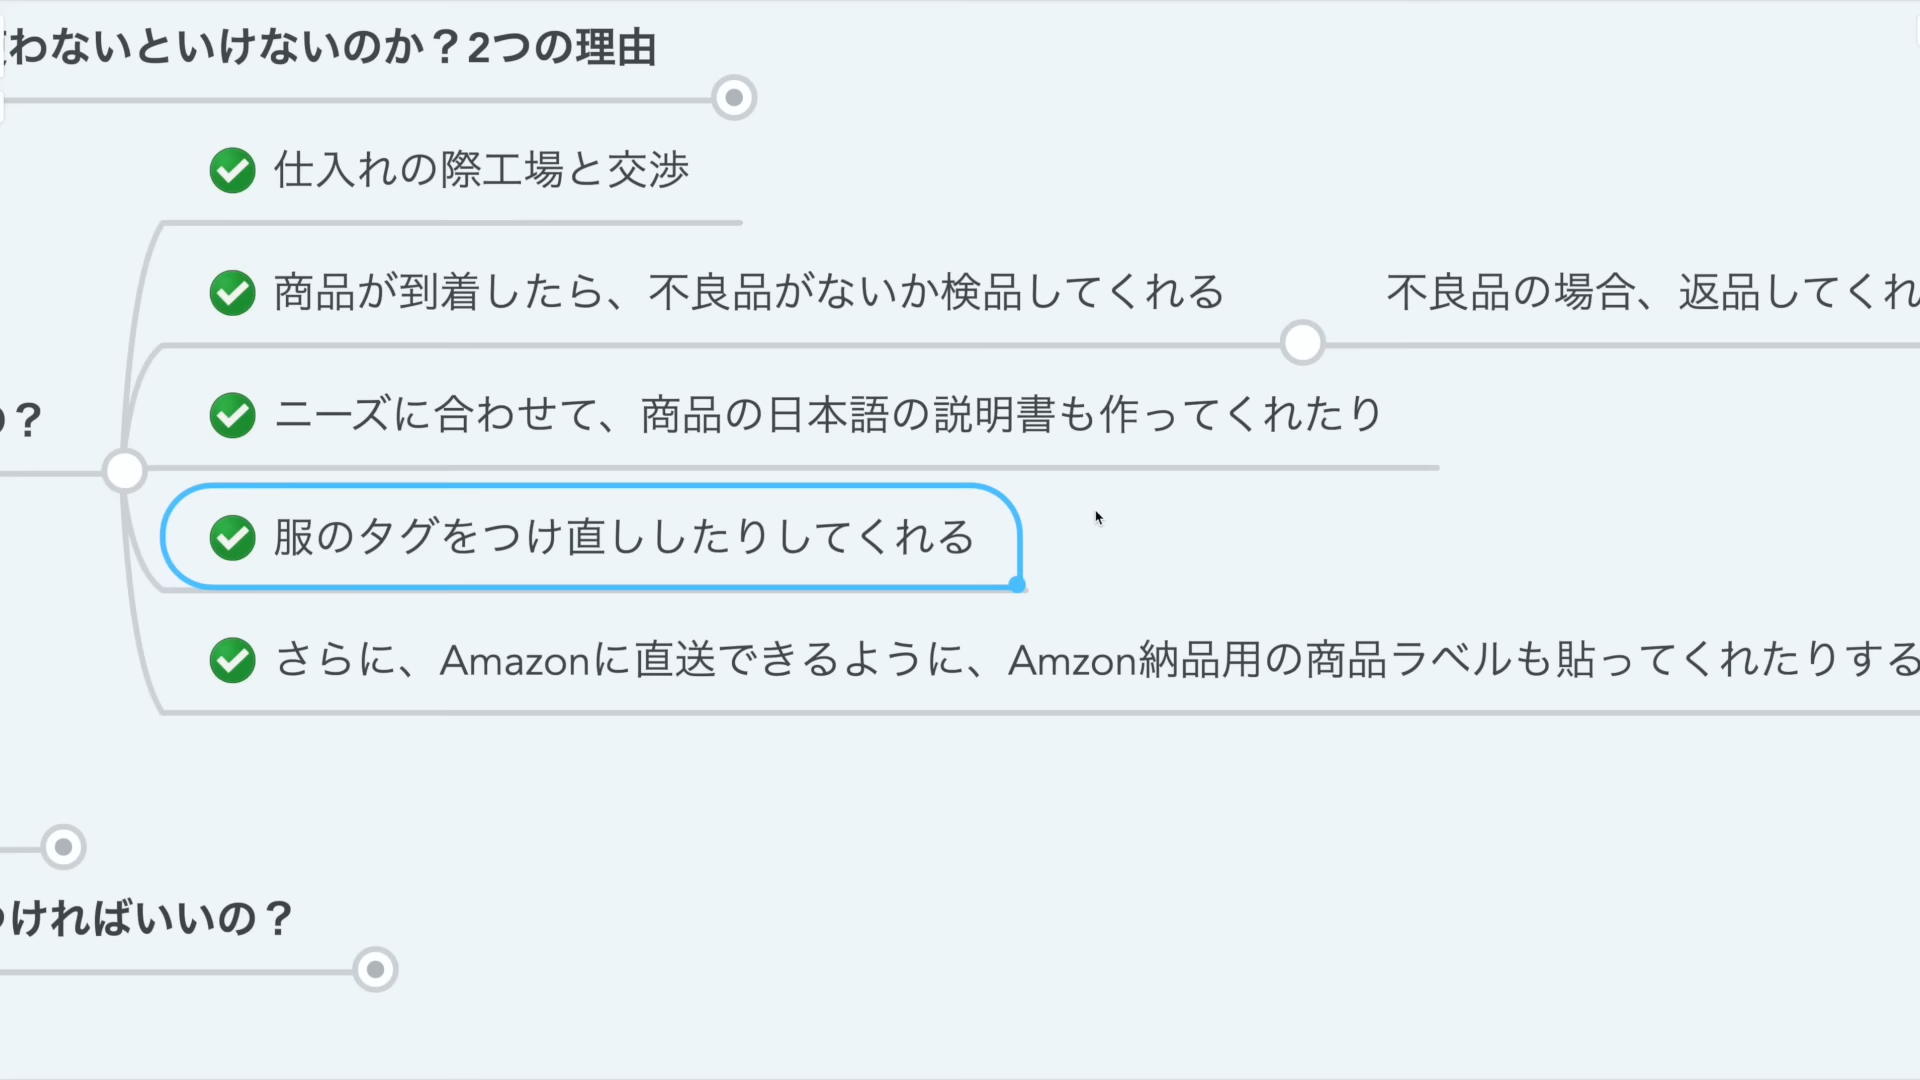 わないといけないのか？2つの理由
仕入れの際工場と交渉
商品が到着したら、不良品がないか検品してくれる
不良品の場合、返品してくれ
の？
ニーズに合わせて、商品の日本語の説明書も作ってくれたり
服のタグをつけ直ししたりしてくれる
さらに、Amazonに直送できるように、Amzon納品用の商品ラベルも貼ってくれたりする
つければいいの？